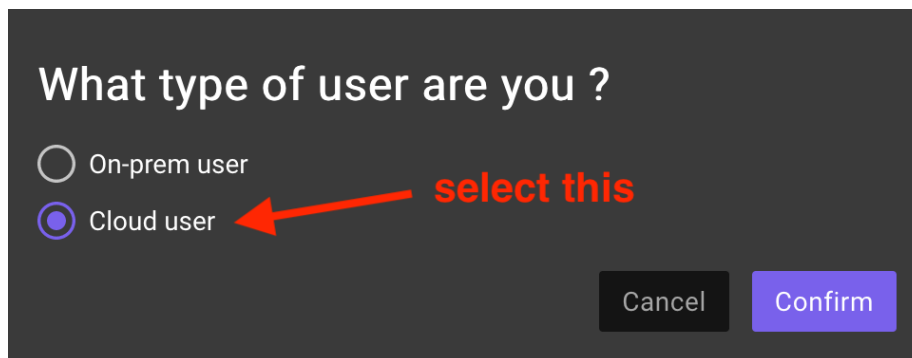 What type of user are you ?
On-prem user
select this
Cloud user
Cancel
Confirm